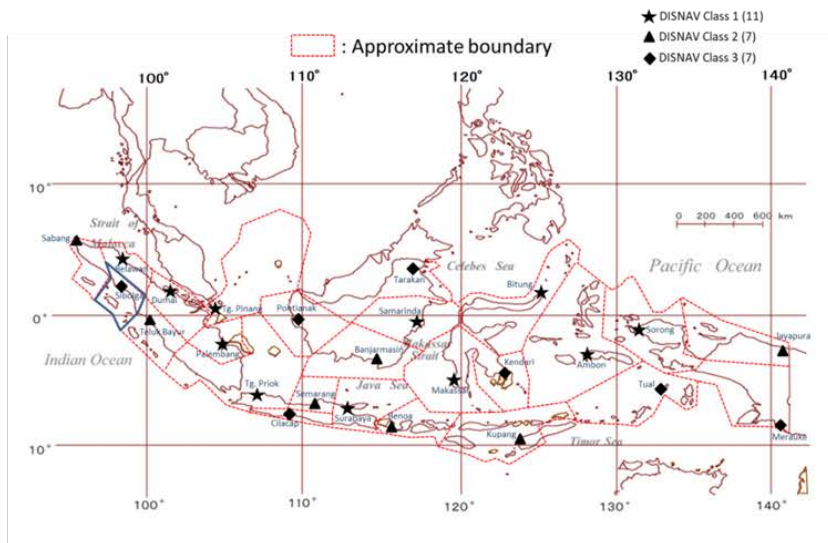 DISNAV Class 1 (11)
DISNAV Class 2 (7)
DISNAV Class 3 (7)
: Approximate boundary
100°
110°
120°
130°
140°
10°
Strait of
Malacca
Sabang
Belawan
0 200 400 600 km
Sibolga
Dumai
Tarakan
Celebes Sea
Pacific Ocean
Bitung
Tg. Pinang
Pontianak
Samarinda
0°
Teluk Bayur
Sorong
Jayapura
Indian Ocean
Palembang
Banjarmasin
Makassar
Strait
Kendari
Ambon
Tg. Priok
Semarang
Java Sea
Makassar
Tual
Cilacap
Surabaya
Benoa
Kupang
Timor Sea
Merauke
10°
100°
110°
120°
130°
140°